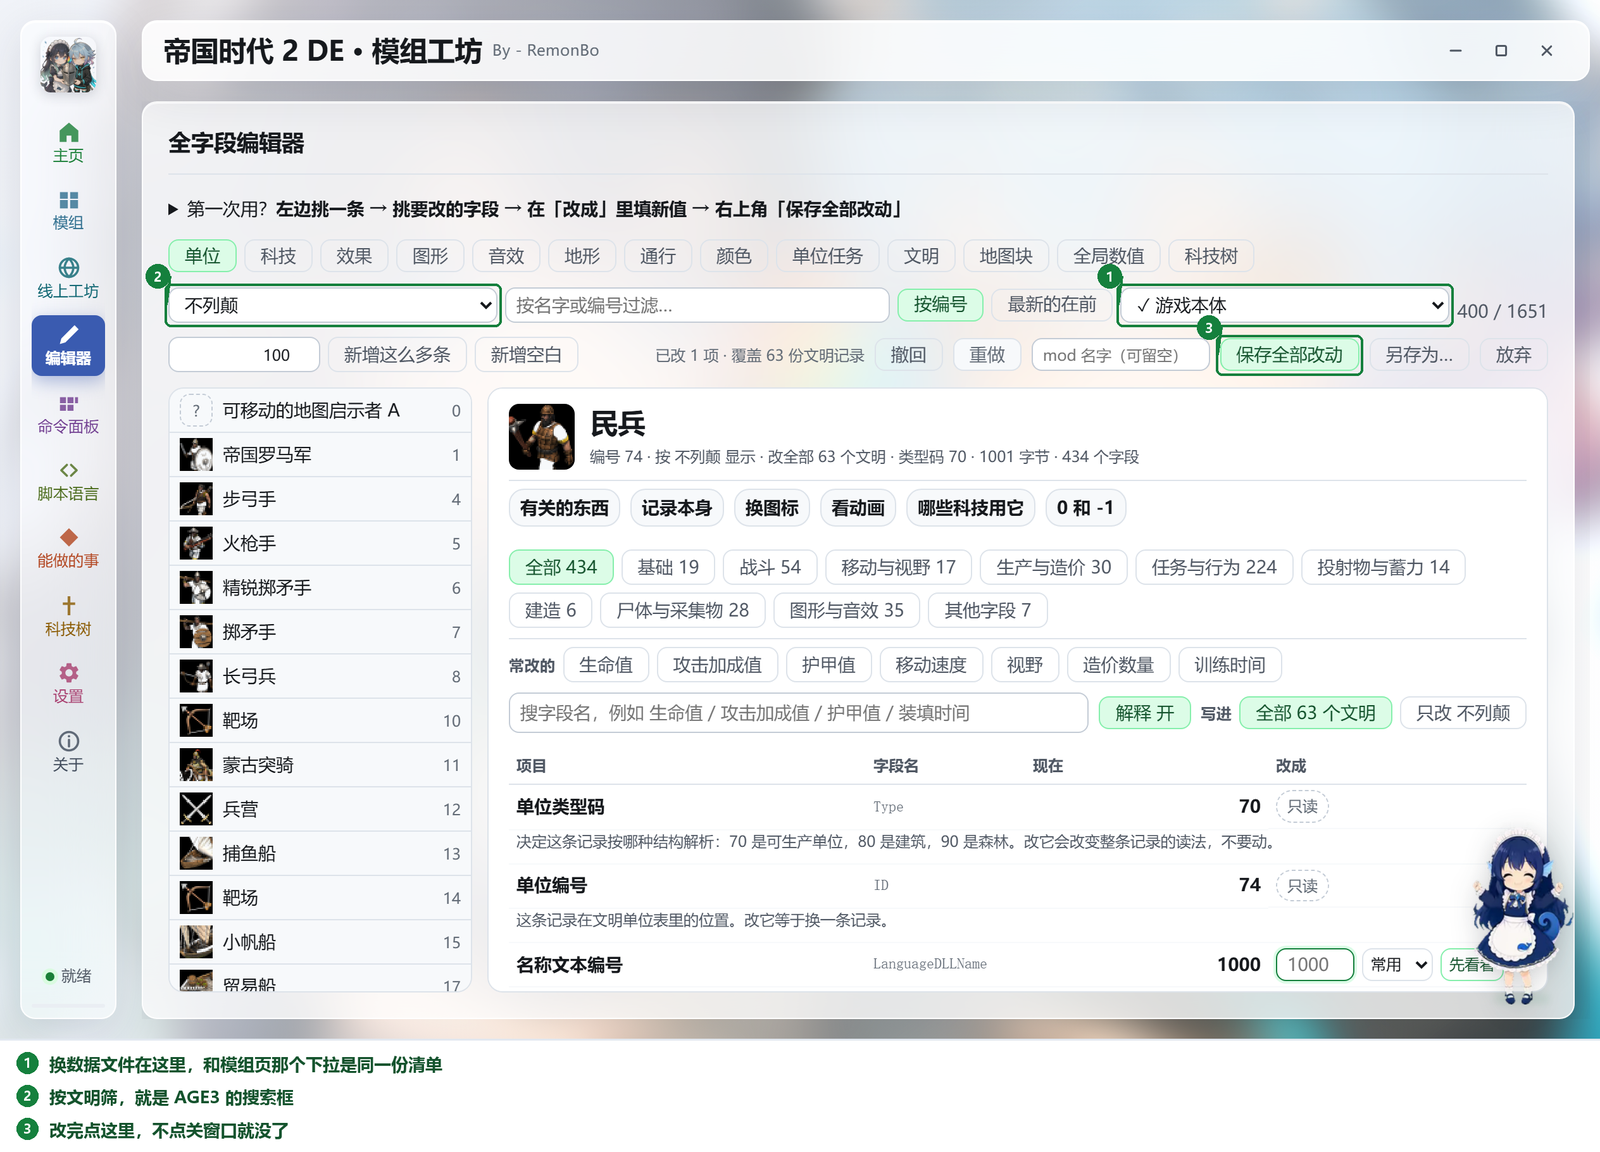 帝国时代 2 DE • 模组工坊 By - RemonBo
主页
模组
线上工坊
编辑器
命令面板
脚本语言
能做的事
科技树
设置
关于
就绪
全字段编辑器
▶ 第一次用？左边挑一条 → 挑要改的字段 → 在「改成」里填新值 → 右上角「保存全部改动」
单位 科技 效果 图形 音效 地形 通行 颜色 单位任务 文明 地图块 全局数值 科技树
2 1
不列颠 按名字或编号过滤... 按编号 最新的在前 ✓ 游戏本体 400 / 1651
3
100 新增这么多条 新增空白 已改 1 项 · 覆盖 63 份文明记录 撤回 重做 mod 名字（可留空） 保存全部改动 另存为... 放弃
? 可移动的地图启示者 A 0
帝国罗马军 1
步弓手 4
火枪手 5
精锐掷矛手 6
掷矛手 7
长弓兵 8
靶场 10
蒙古突骑 11
兵营 12
捕鱼船 13
靶场 14
小帆船 15
贸易船 17
民兵
编号 74 · 按 不列颠 显示 · 改全部 63 个文明 · 类型码 70 · 1001 字节 · 434 个字段
有关的东西 记录本身 换图标 看动画 哪些科技用它 0 和 -1
全部 434 基础 19 战斗 54 移动与视野 17 生产与造价 30 任务与行为 224 投射物与蓄力 14
建造 6 尸体与采集物 28 图形与音效 35 其他字段 7
常改的 生命值 攻击加成值 护甲值 移动速度 视野 造价数量 训练时间
搜字段名，例如 生命值 / 攻击加成值 / 护甲值 / 装填时间 解释 开 写进 全部 63 个文明 只改 不列颠
项目 字段名 现在 改成
单位类型码 Type 70 只读
决定这条记录按哪种结构解析：70 是可生产单位，80 是建筑，90 是森林。改它会改变整条记录的读法，不要动。
单位编号 ID 74 只读
这条记录在文明单位表里的位置。改它等于换一条记录。
名称文本编号 LanguageDLLName 1000 1000 常用 先看看
1 换数据文件在这里，和模组页那个下拉是同一份清单
2 按文明筛，就是 AGE3 的搜索框
3 改完点这里，不点关窗口就没了